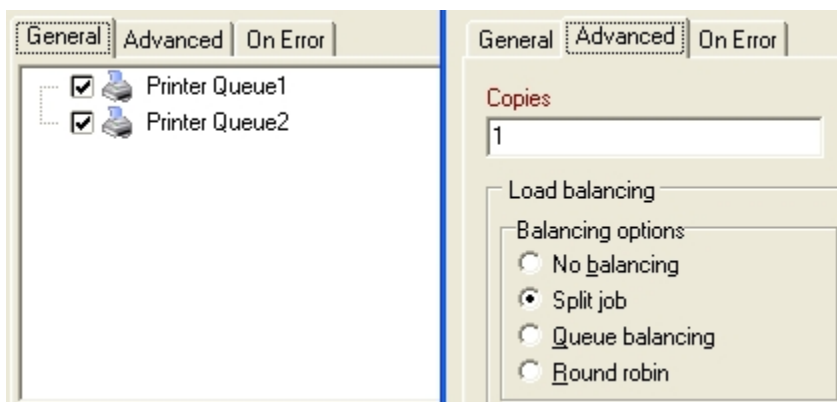 General Advanced On Error
Printer Queue1
Printer Queue2
General Advanced On Error
Copies
1
Load balancing
Balancing options
No balancing
Split job
Queue balancing
Round robin